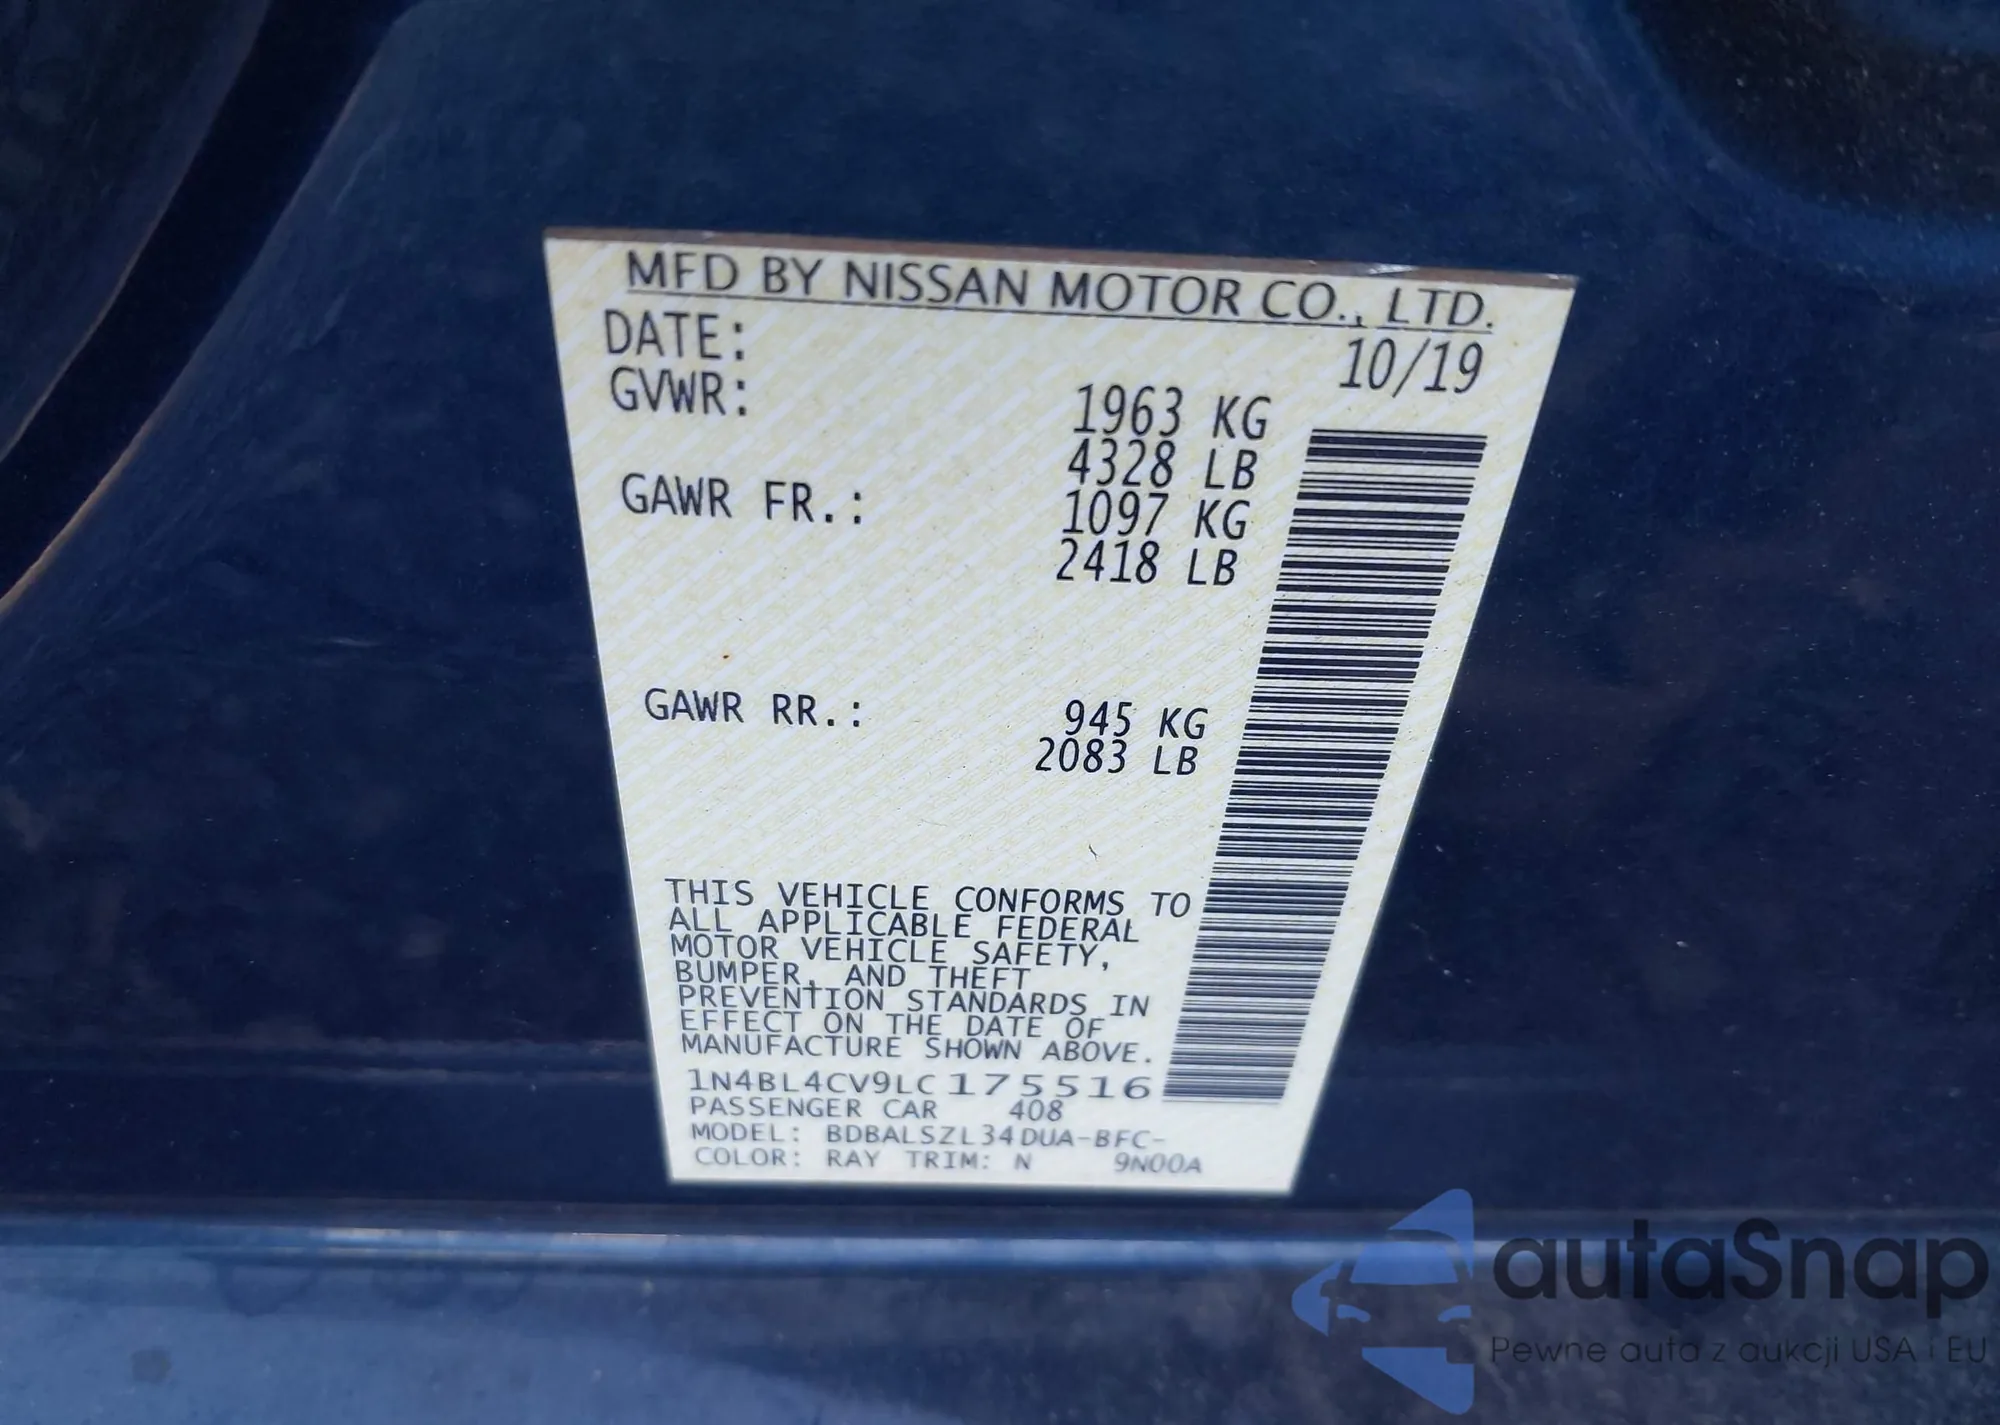 MFD BY NISSAN MOTOR CO., LTD.
DATE: 10/19
GVWR: 1963 KG
4328 LB
GAWR FR.: 1097 KG
2418 LB
GAWR RR.: 945 KG
2083 LB
THIS VEHICLE CONFORMS TO
ALL APPLICABLE FEDERAL
MOTOR VEHICLE SAFETY,
BUMPER, AND THEFT
PREVENTION STANDARDS IN
EFFECT ON THE DATE OF
MANUFACTURE SHOWN ABOVE.
1N4BL4CV9LC175516
PASSENGER CAR 408
MODEL: BDBALSZL34DUA-BFC-
COLOR: RAY TRIM: N 9N00A
autaSnap
Pewne auta z aukcji USA i EU